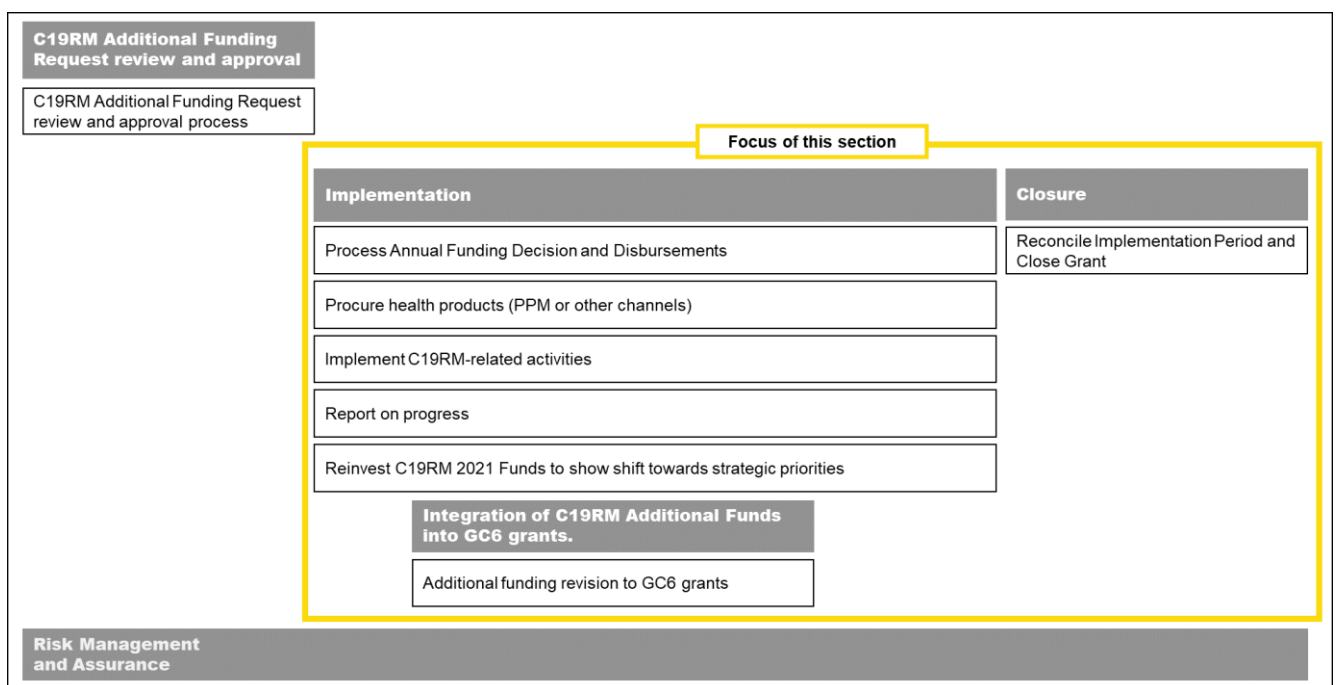 C19RM Additional Funding
Request review and approval
C19RM Additional Funding Request
review and approval process
Focus of this section
Implementation
Closure
Process Annual Funding Decision and Disbursements
Reconcile Implementation Period and
Close Grant
Procure health products (PPM or other channels)
Implement C19RM-related activities
Report on progress
Reinvest C19RM 2021 Funds to show shift towards strategic priorities
Integration of C19RM Additional Funds
into GC6 grants.
Additional funding revision to GC6 grants
Risk Management
and Assurance